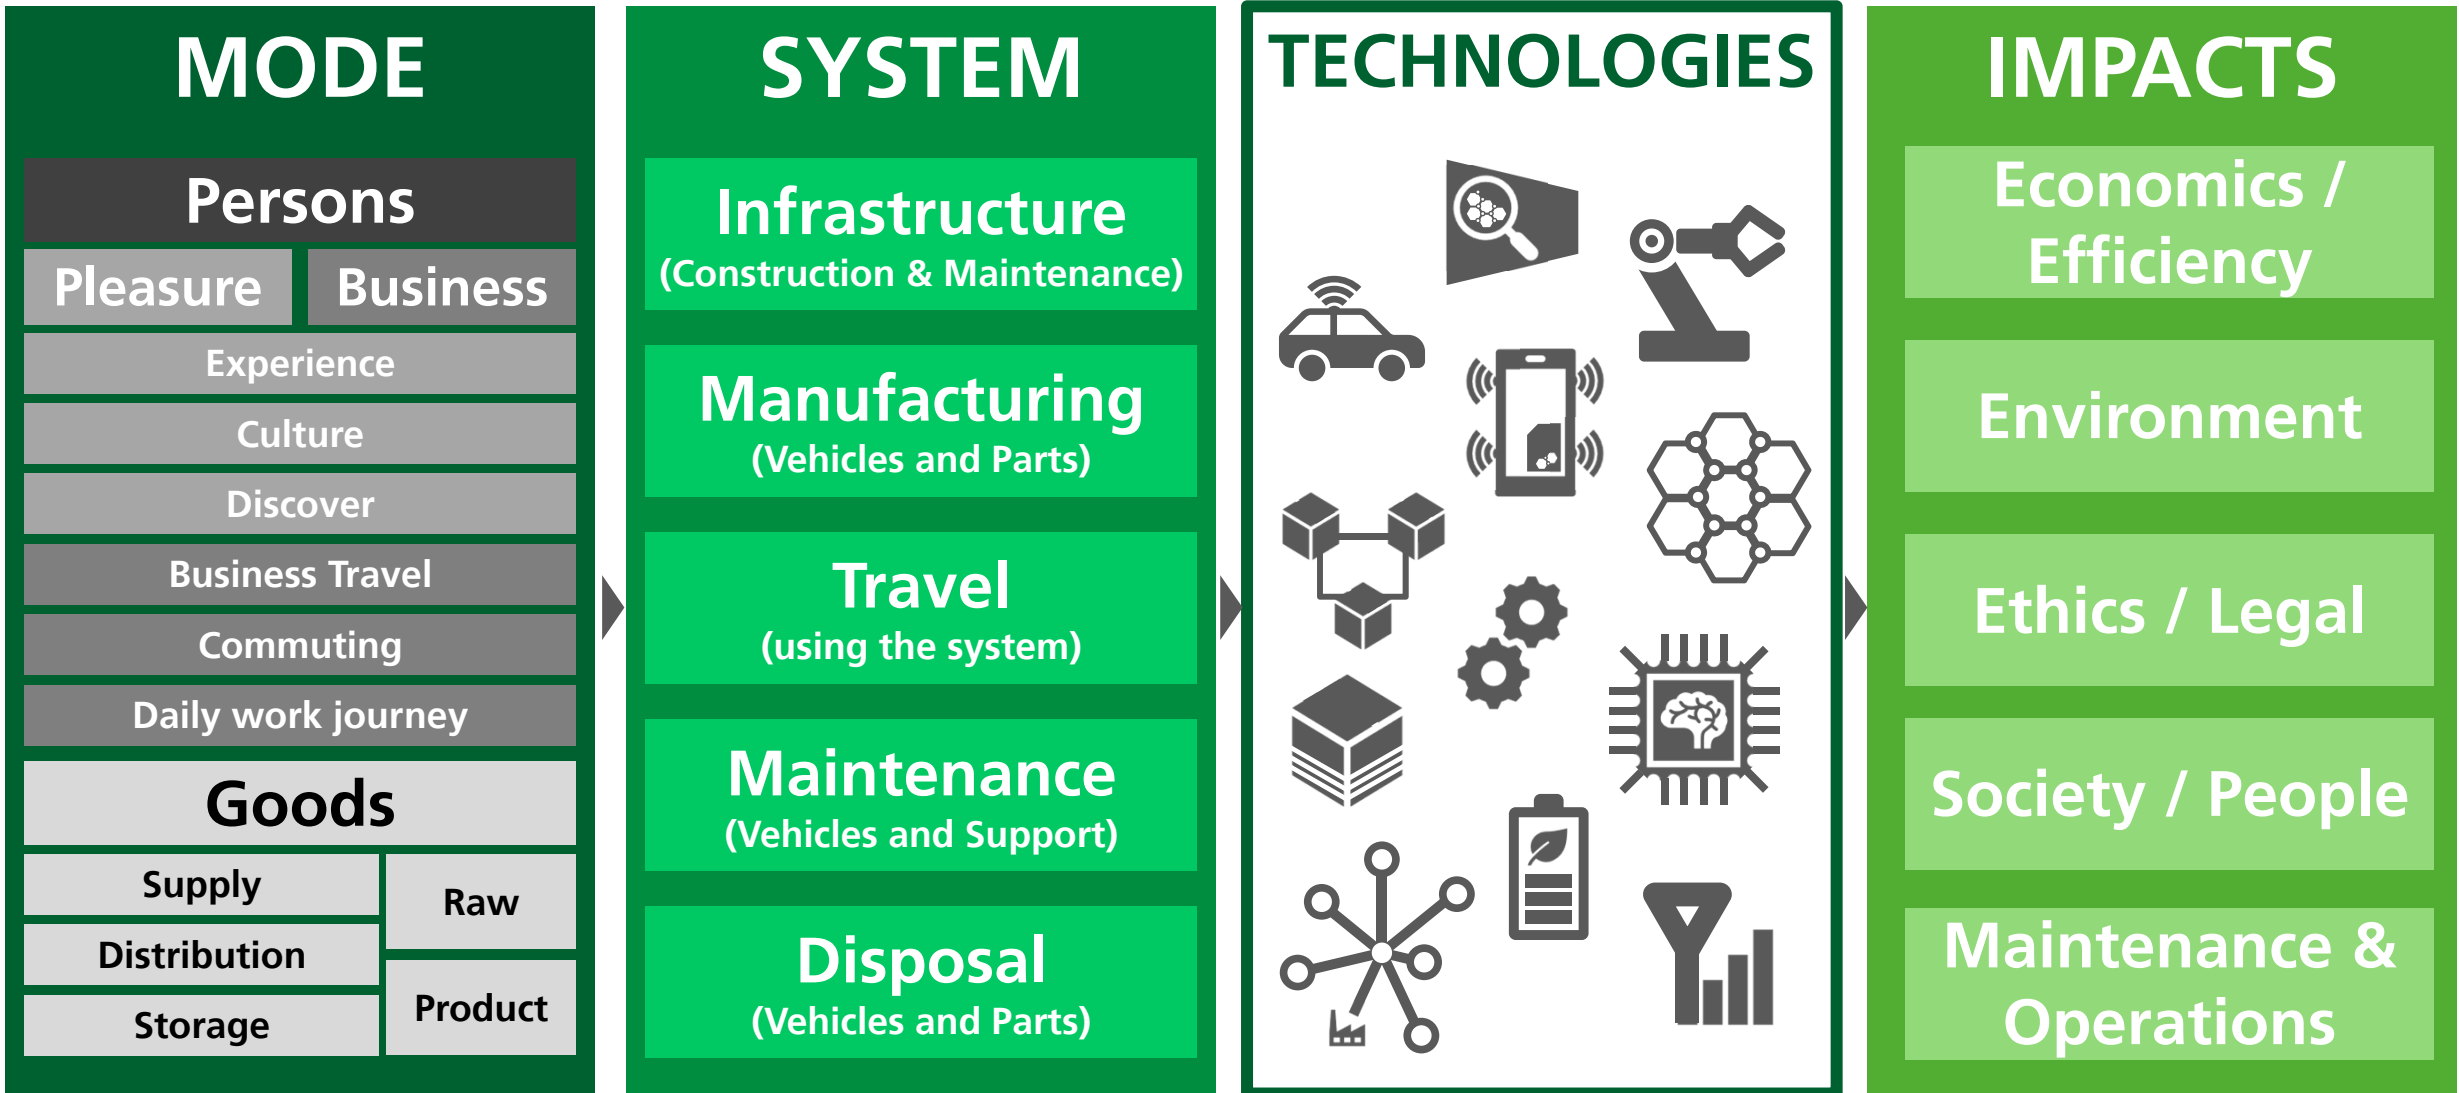 MODE
Persons
Pleasure
Business
Experience
Culture
Discover
Business Travel
Commuting
Daily work journey
Goods
Supply
Distribution
Storage
Raw
Product
SYSTEM
Infrastructure
(Construction & Maintenance)
Manufacturing
(Vehicles and Parts)
Travel
(using the system)
Maintenance
(Vehicles and Support)
Disposal
(Vehicles and Parts)
TECHNOLOGIES
IMPACTS
Economics /
Efficiency
Environment
Ethics / Legal
Society / People
Maintenance &
Operations